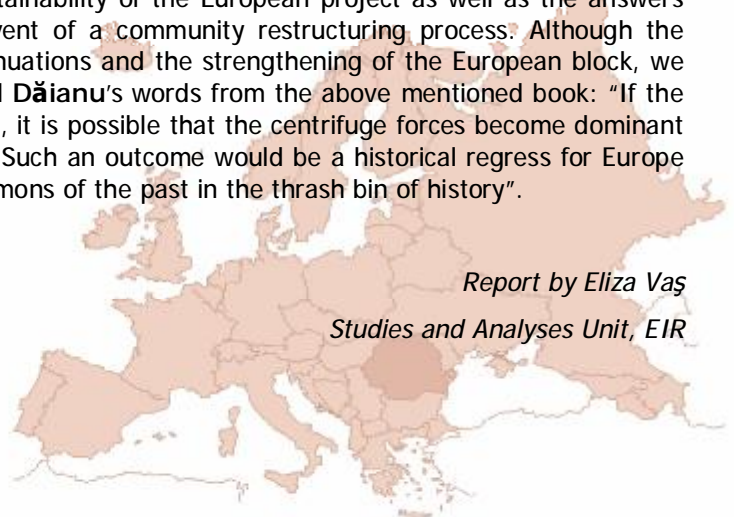 tainability of the European project as well as the answers
vent of a community restructuring process. Although the
nuations and the strengthening of the European block, we
Dăianu's words from the above mentioned book: “If the
, it is possible that the centrifuge forces become dominant
Such an outcome would be a historical regress for Europe
mons of the past in the thrash bin of history”.
Report by Eliza Vaş
Studies and Analyses Unit, EIR